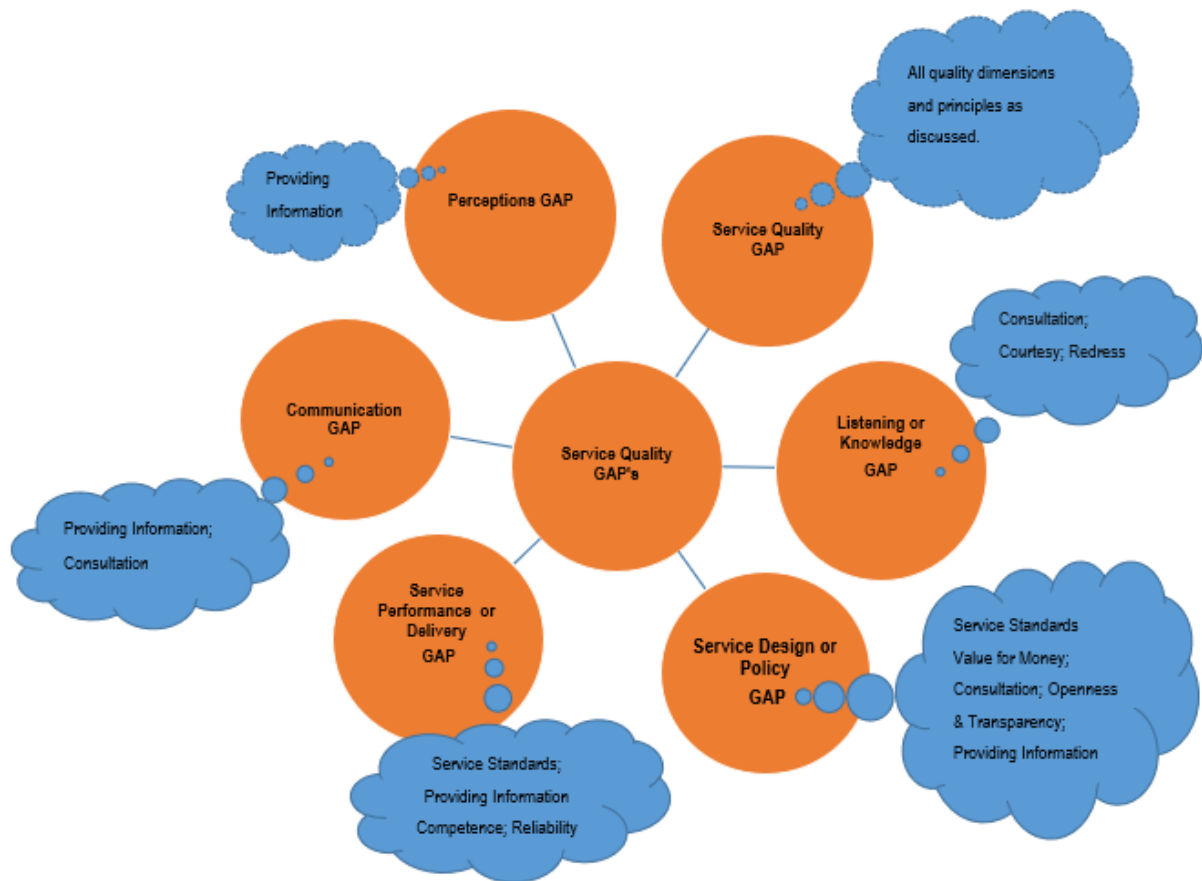 All quality dimensions
and principles as
discussed.
Providing
Information
Perceptions GAP
Service Quality
GAP
Consultation;
Courtesy; Redress
Communication
GAP
Service Quality
GAP's
Listening or
Knowledge
GAP
Providing Information;
Consultation
Service
Performance or
Delivery
GAP
Service Design or
Policy
GAP
Service Standards
Value for Money;
Consultation; Openness
& Transparency;
Providing Information
Service Standards;
Providing Information
Competence; Reliability